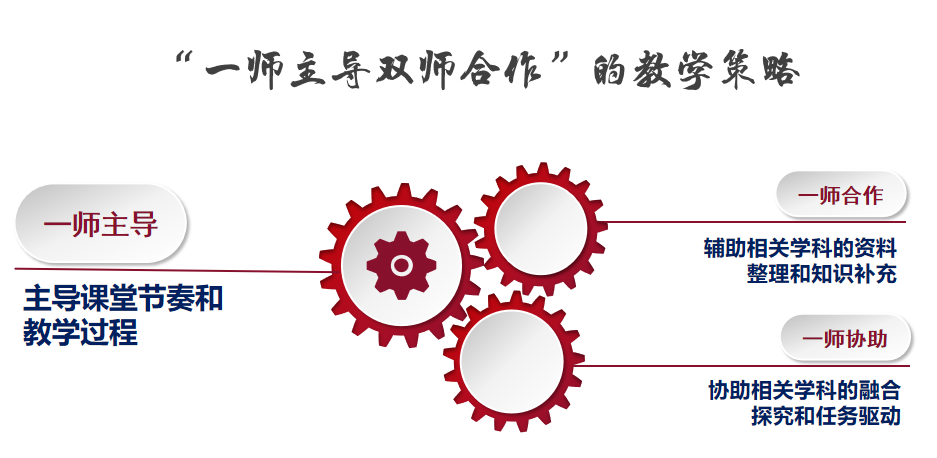 “一师主导双师合作”的教学策略
一师主导
主导课堂节奏和
教学过程
一师合作
辅助相关学科的资料
整理和知识补充
一师协助
协助相关学科的融合
探究和任务驱动